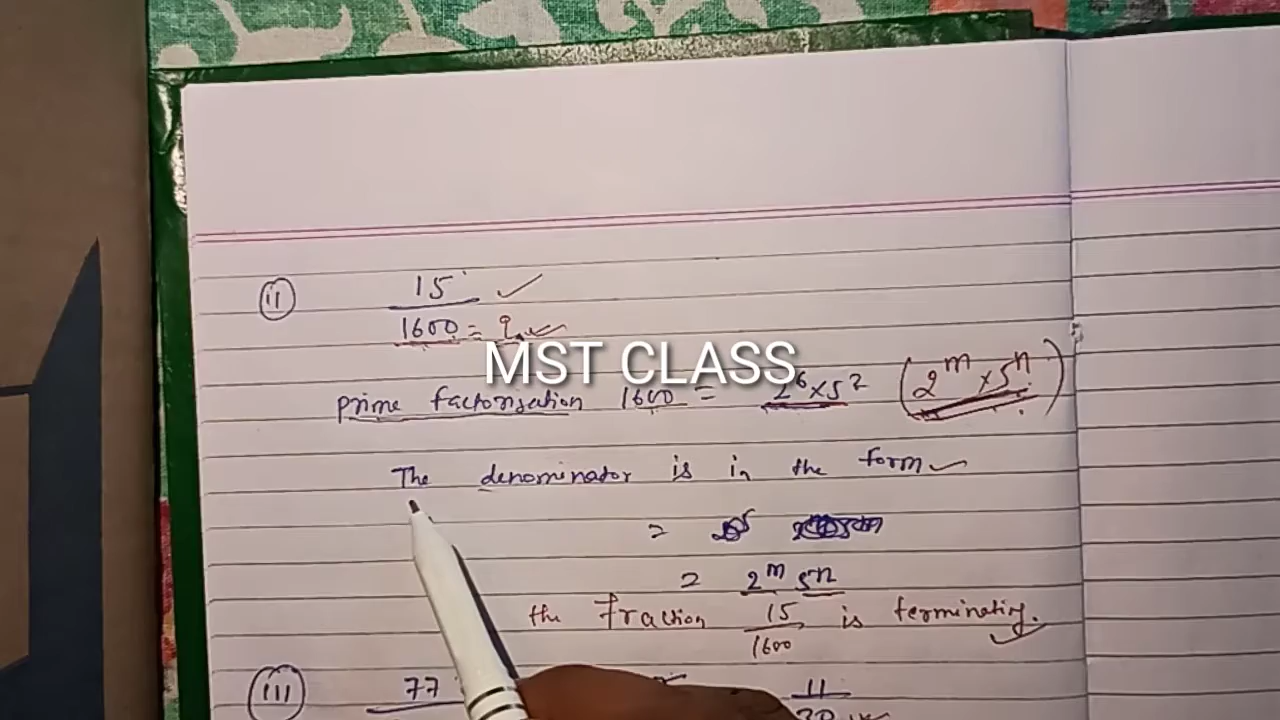 (ii) 15
1600 = q
MST CLASS
prime factorisation 1600 = 2⁶×5² (2ᵐ×5ⁿ)
The denominator is in the form
=
= 2ᵐ 5ⁿ
the fraction 15/1600 is terminating.
(iii) 77 11